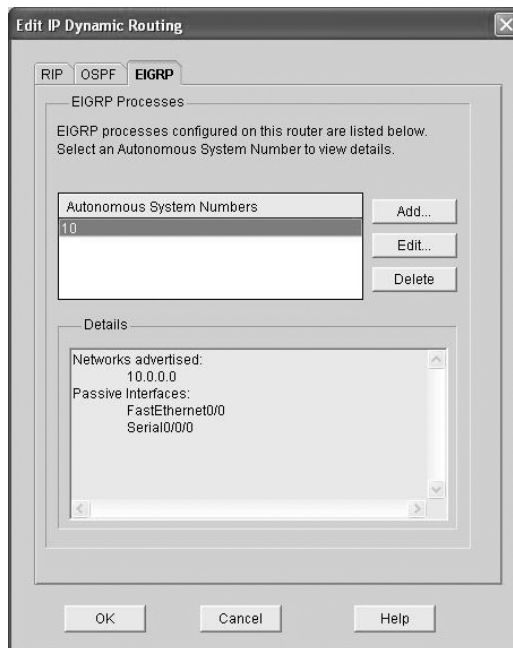 Edit IP Dynamic Routing
RIP OSPF EIGRP
EIGRP Processes
EIGRP processes configured on this router are listed below.
Select an Autonomous System Number to view details.
Autonomous System Numbers
10
Add...
Edit...
Delete
Details
Networks advertised:
10.0.0.0
Passive Interfaces:
FastEthernet0/0
Serial0/0/0
OK Cancel Help